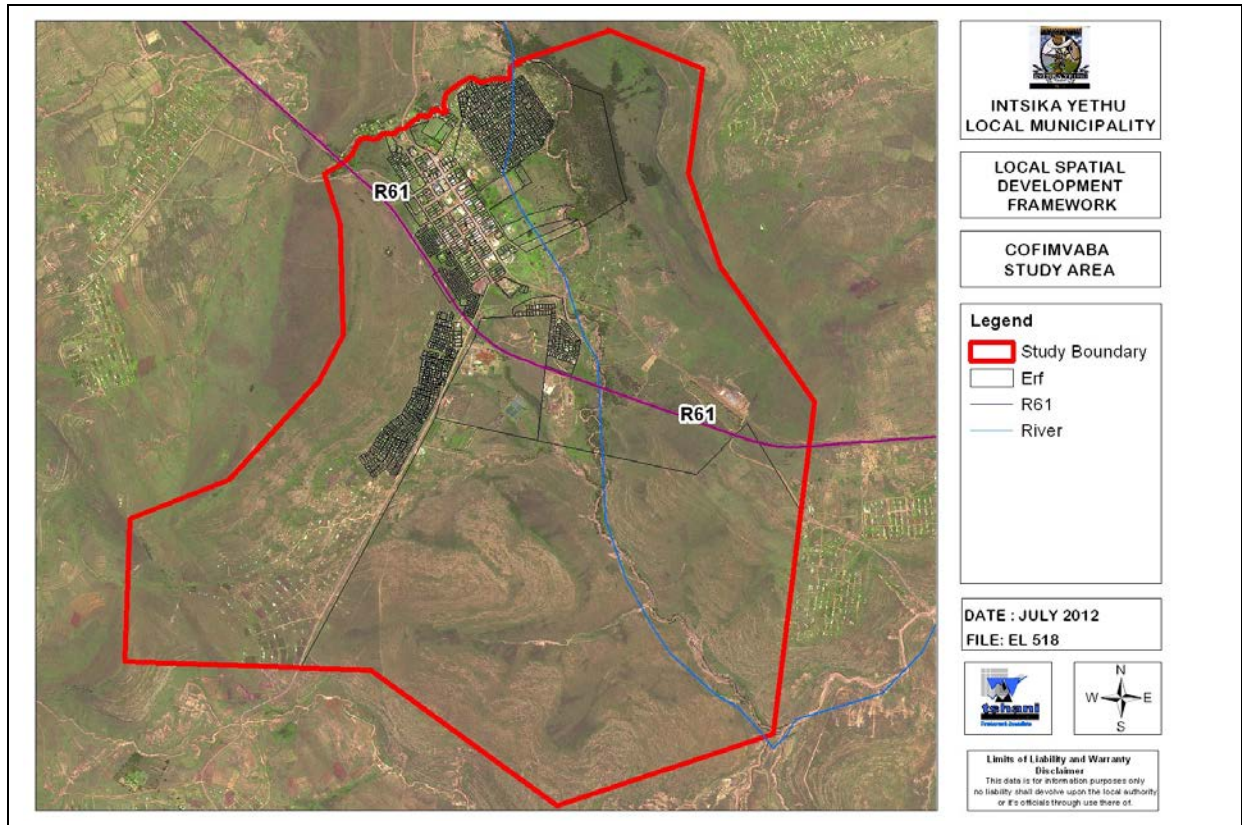 R61
R61
INTSIKA YETHU
LOCAL MUNICIPALITY
LOCAL SPATIAL
DEVELOPMENT
FRAMEWORK
COFIMVABA
STUDY AREA
Legend
Study Boundary
Erf
R61
River
DATE : JULY 2012
FILE: EL 518
tshani
N
W E
S
Limits of Liability and Warranty
Disclaimer
This data is for information purposes only
no liability shall devolve upon the local authority
or it's officials through use there of.